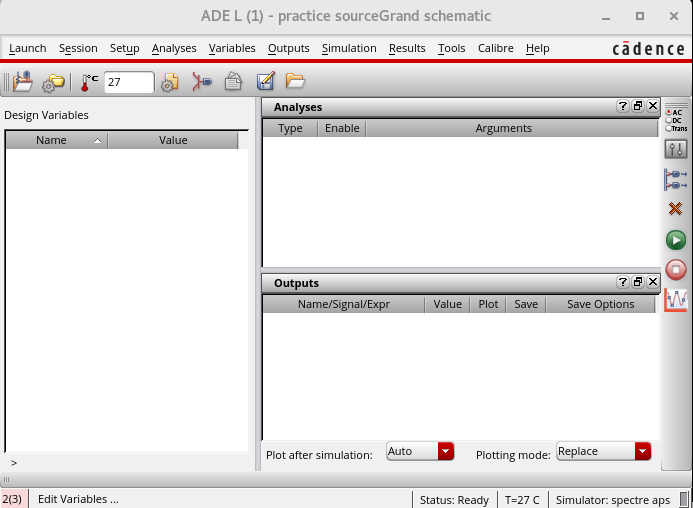 ADE L (1) - practice sourceGrand schematic
Launch Session Setup Analyses Variables Outputs Simulation Results Tools Calibre Help cādence
°C 27
Design Variables
Name Value
Analyses
Type Enable Arguments
AC
DC
Trans
Outputs
Name/Signal/Expr Value Plot Save Save Options
Plot after simulation: Auto Plotting mode: Replace
>
2(3) Edit Variables ... Status: Ready T=27 C Simulator: spectre aps